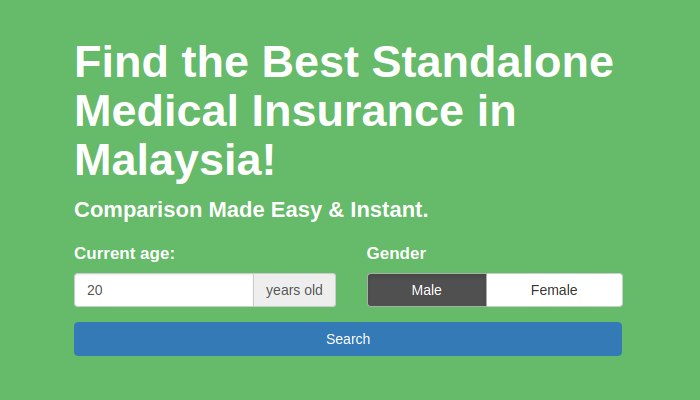 Find the Best Standalone
Medical Insurance in
Malaysia!
Comparison Made Easy & Instant.
Current age:
Gender
20 years old
Male Female
Search